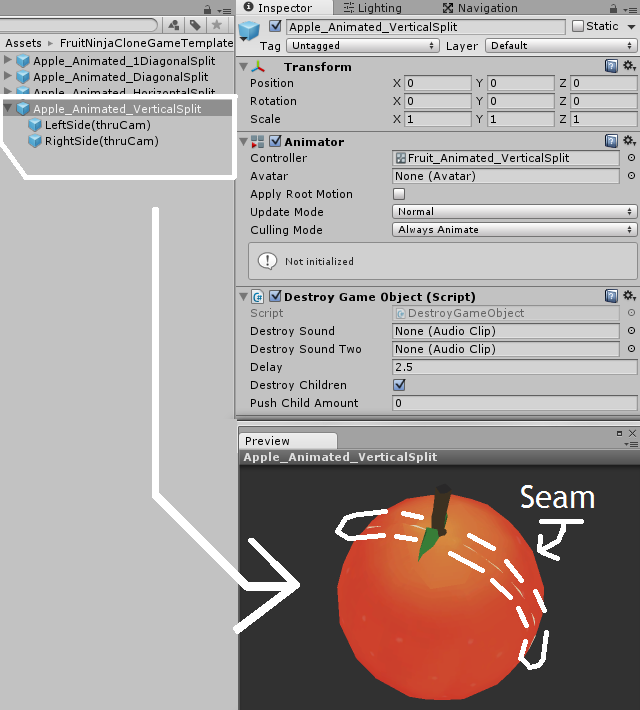 Inspector
Lighting
Navigation
Assets ▸ FruitNinjaCloneGameTemplate
Apple_Animated_1DiagonalSplit
Apple_Animated_DiagonalSplit
Apple_Animated_HorizontalSplit
Apple_Animated_VerticalSplit
LeftSide(thruCam)
RightSide(thruCam)
Apple_Animated_VerticalSplit
Static
Tag Untagged Layer Default
Transform
Position X 0 Y 0 Z 0
Rotation X 0 Y 0 Z 0
Scale X 1 Y 1 Z 1
Animator
Controller Fruit_Animated_VerticalSplit
Avatar None (Avatar)
Apply Root Motion
Update Mode Normal
Culling Mode Always Animate
Not initialized
Destroy Game Object (Script)
Script DestroyGameObject
Destroy Sound None (Audio Clip)
Destroy Sound Two None (Audio Clip)
Delay 2.5
Destroy Children
Push Child Amount 0
Preview
Apple_Animated_VerticalSplit
Seam